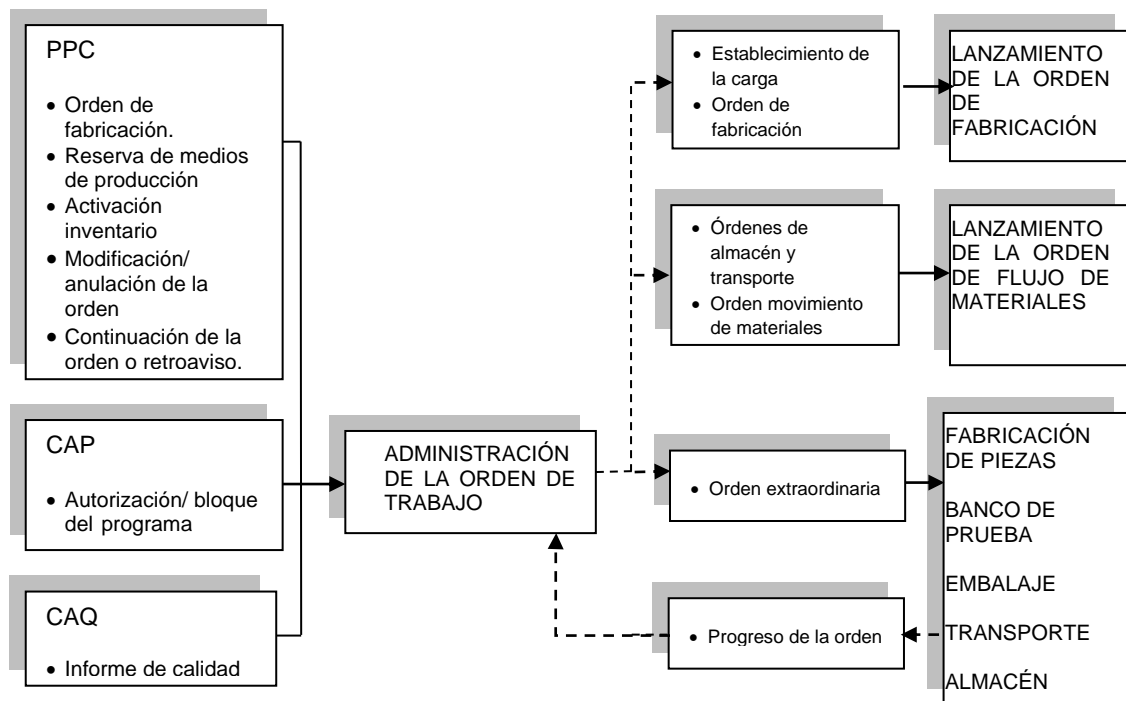 PPC
• Orden de
fabricación.
• Reserva de medios
de producción
• Activación
inventario
• Modificación/
anulación de la
orden
• Continuación de la
orden o retroaviso.
CAP
• Autorización/ bloque
del programa
CAQ
• Informe de calidad
ADMINISTRACIÓN
DE LA ORDEN DE
TRABAJO
• Establecimiento de
la carga
• Orden de
fabricación
LANZAMIENTO
DE LA ORDEN
DE
FABRICACIÓN
• Órdenes de
almacén y
transporte
• Orden movimiento
de materiales
LANZAMIENTO
DE LA ORDEN
DE FLUJO DE
MATERIALES
• Orden extraordinaria
• Progreso de la orden
FABRICACIÓN
DE PIEZAS
BANCO DE
PRUEBA
EMBALAJE
TRANSPORTE
ALMACÉN